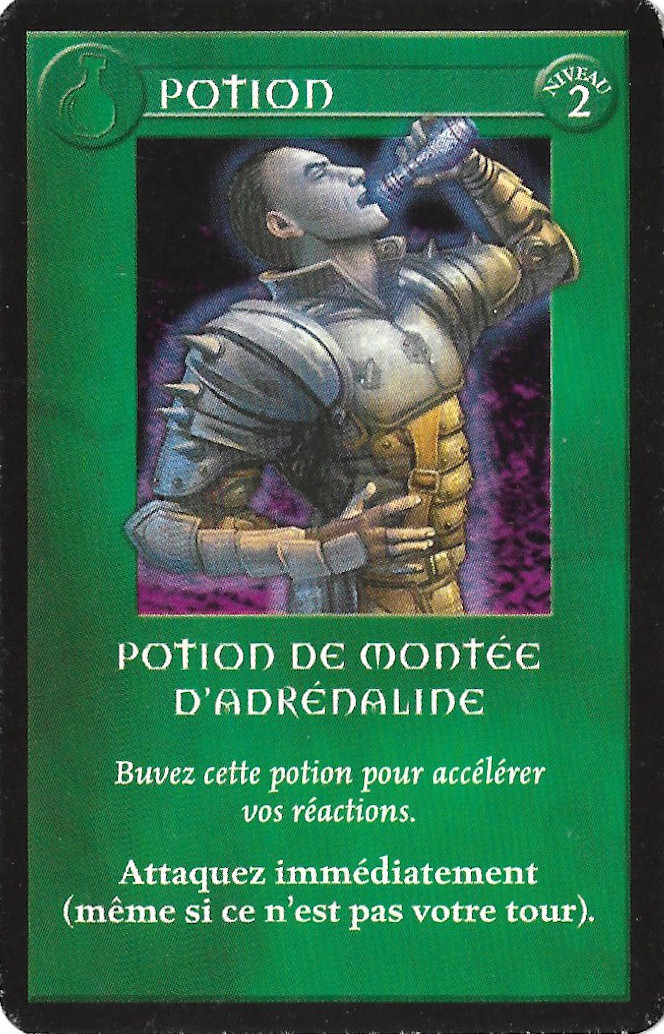 POTION
NIVEAU
2
POTION DE MONTÉE
D'ADRÉNALINE
Buvez cette potion pour accélérer
vos réactions.
Attaquez immédiatement
(même si ce n'est pas votre tour).